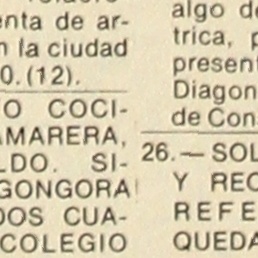 enta de ar-
n la ciudad
0. (12).
O COCI-
AMARERA,
LDO. SI-
GONGORA
DOS CUA-
COLEGIO
algo de
trica, p
present
Diagon
de Con
26.—SOL
Y REC
REFE
QUEDA